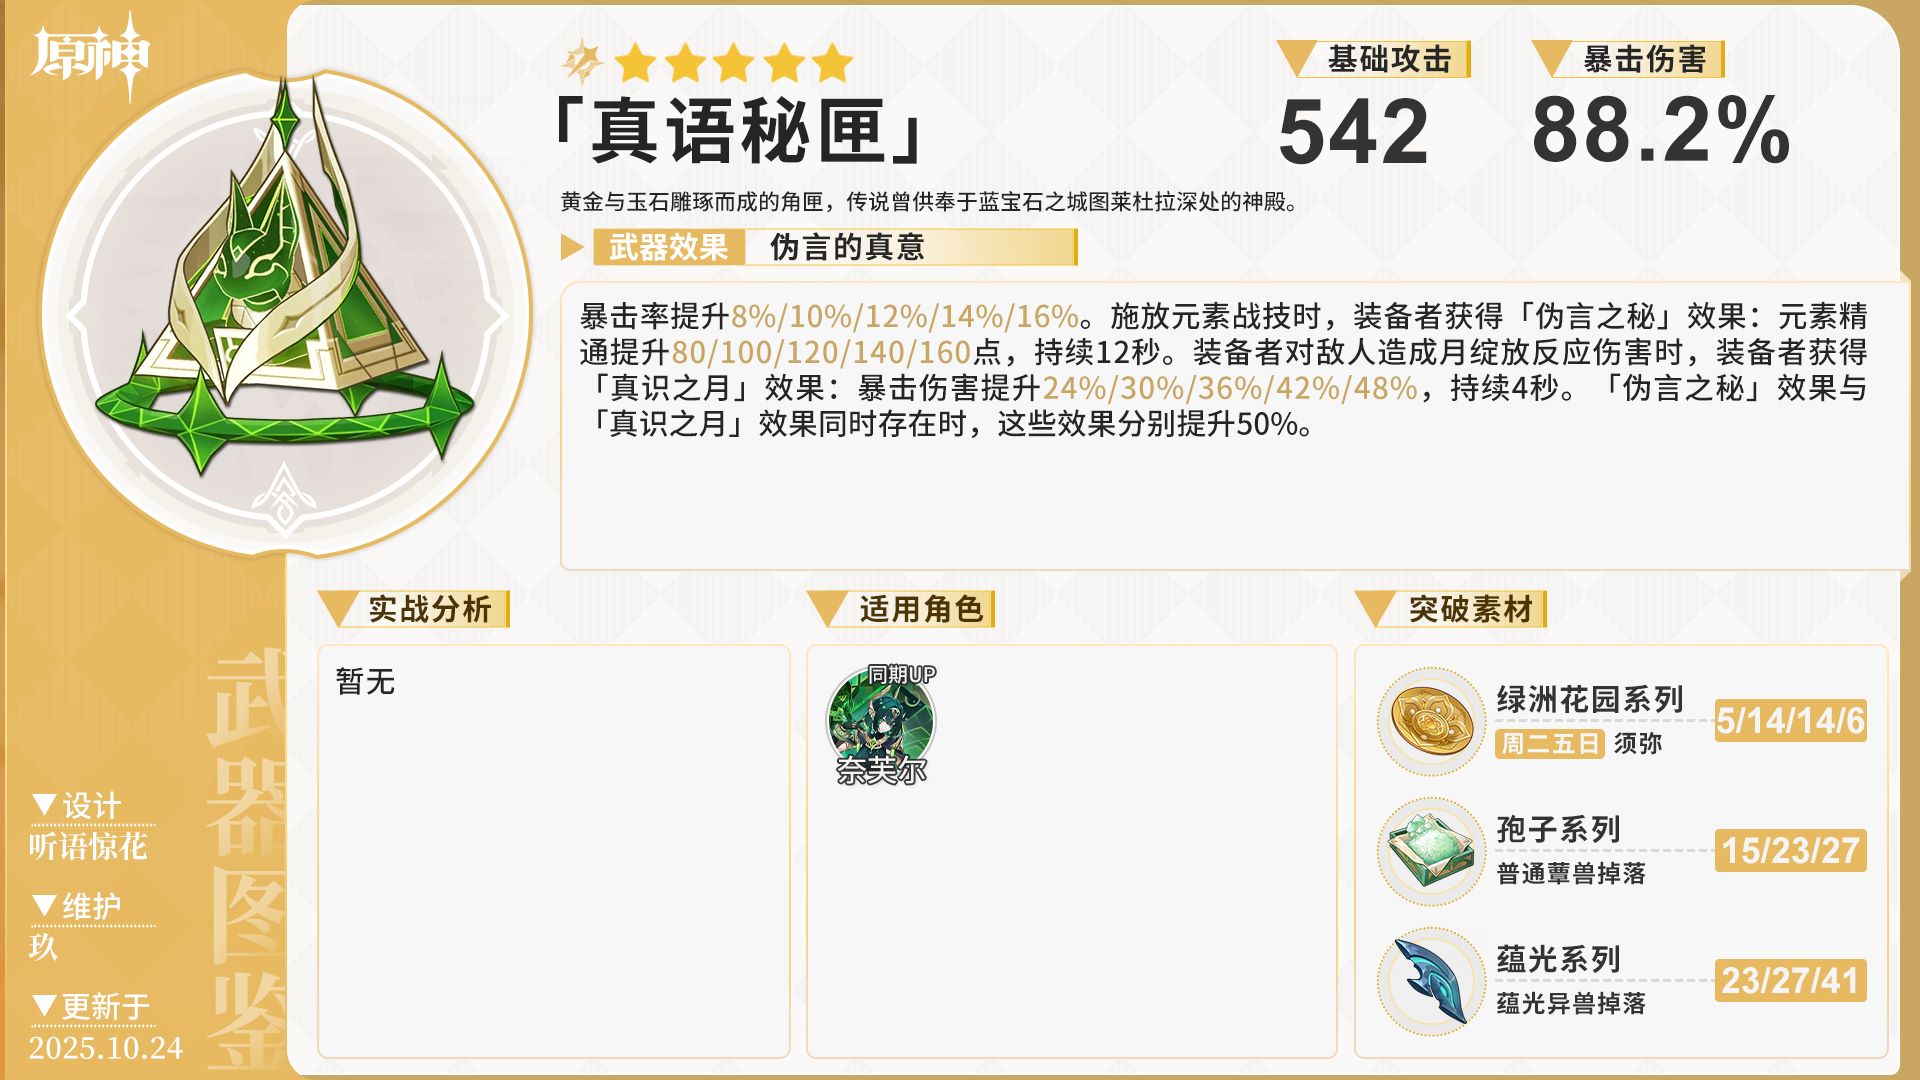 原神
「真语秘匣」
基础攻击
542
暴击伤害
88.2%
黄金与玉石雕琢而成的角匣，传说曾供奉于蓝宝石之城图莱杜拉深处的神殿。
武器效果 伪言的真意
暴击率提升8%/10%/12%/14%/16%。施放元素战技时，装备者获得「伪言之秘」效果：元素精
通提升80/100/120/140/160点，持续12秒。装备者对敌人造成月绽放反应伤害时，装备者获得
「真识之月」效果：暴击伤害提升24%/30%/36%/42%/48%，持续4秒。「伪言之秘」效果与
「真识之月」效果同时存在时，这些效果分别提升50%。
实战分析
暂无
适用角色
同期UP
奈芙尔
突破素材
绿洲花园系列
周二五日 须弥
5/14/14/6
孢子系列
普通蕈兽掉落
15/23/27
蕴光系列
蕴光异兽掉落
23/27/41
武器图鉴
▼设计
听语惊花
▼维护
玖
▼更新于
2025.10.24